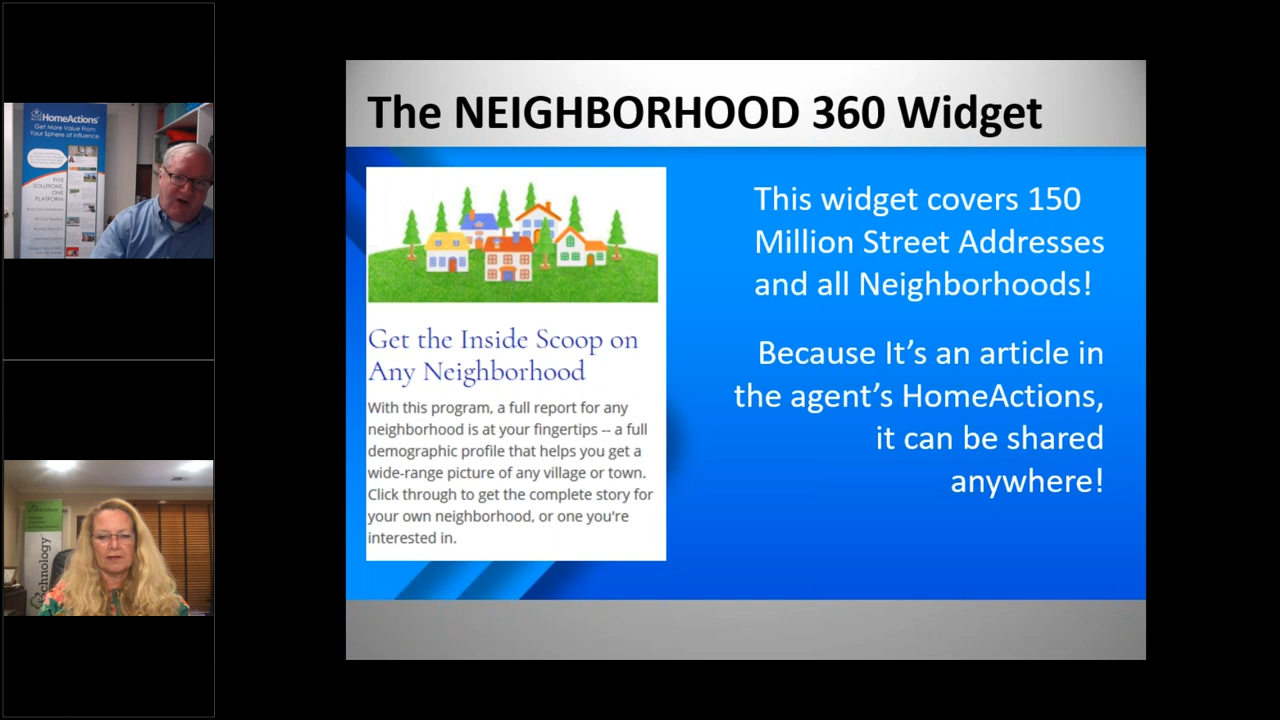 HomeActions
Get More Value From
Your Sphere of Influence
FIVE
SOLUTIONS,
ONE
PLATFORM
chnology
The NEIGHBORHOOD 360 Widget
Get the Inside Scoop on
Any Neighborhood
With this program, a full report for any
neighborhood is at your fingertips -- a full
demographic profile that helps you get a
wide-range picture of any village or town.
Click through to get the complete story for
your own neighborhood, or one you're
interested in.
This widget covers 150
Million Street Addresses
and all Neighborhoods!
Because It’s an article in
the agent’s HomeActions,
it can be shared
anywhere!